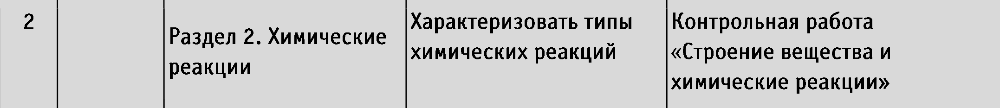 2
Раздел 2. Химические
реакции
Характеризовать типы
химических реакций
Контрольная работа
«Строение вещества и
химические реакции»